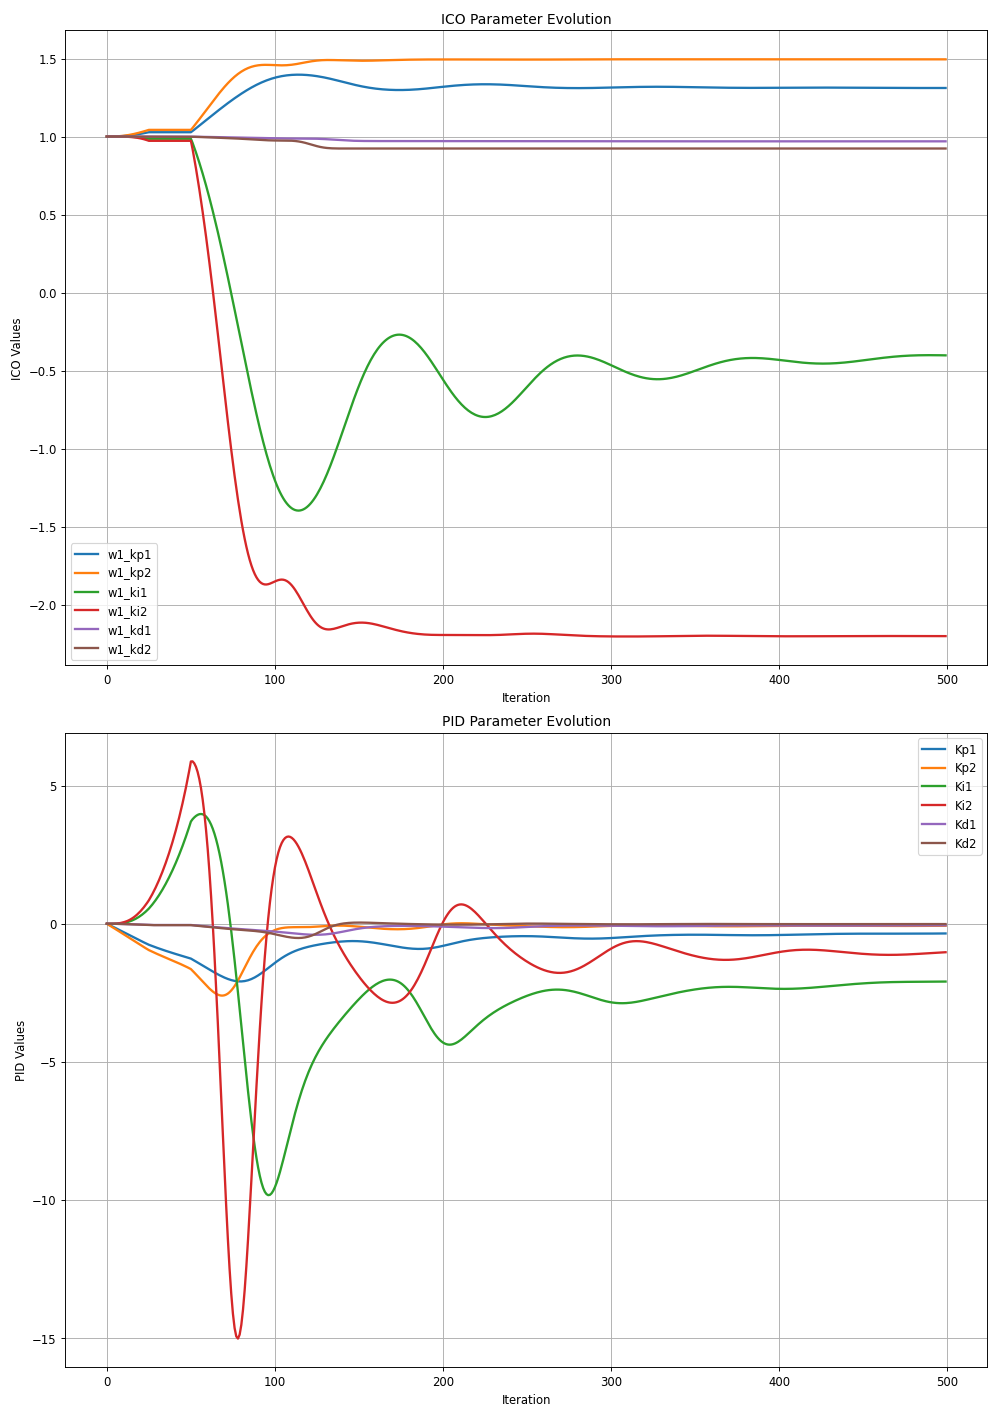 ICO Parameter Evolution
1.5
1.0
0.5
0.0
−0.5
−1.0
−1.5
−2.0
ICO Values
w1_kp1
w1_kp2
w1_ki1
w1_ki2
w1_kd1
w1_kd2
0 100 200 300 400 500
Iteration
PID Parameter Evolution
5
0
−5
−10
−15
PID Values
Kp1
Kp2
Ki1
Ki2
Kd1
Kd2
0 100 200 300 400 500
Iteration